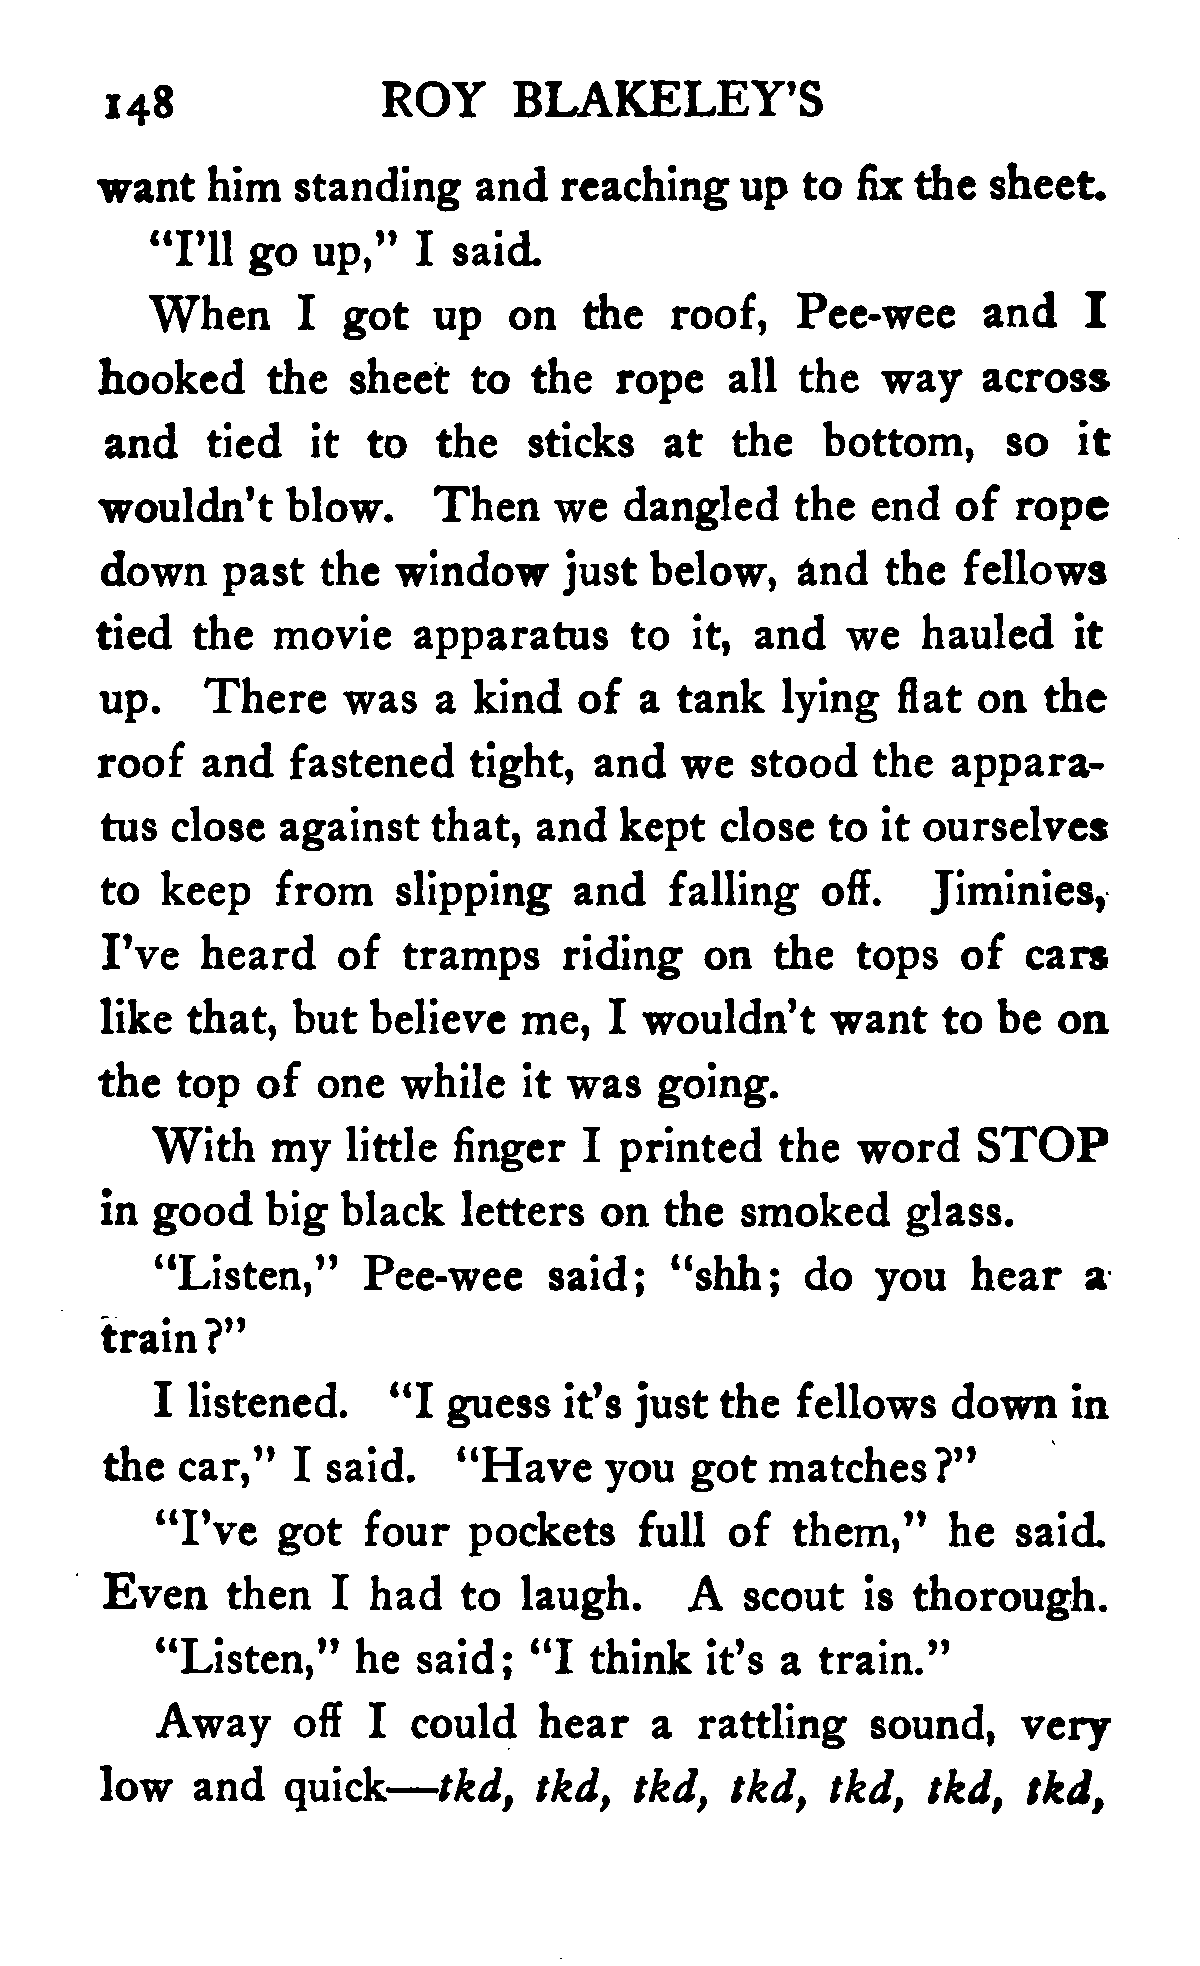 148 ROY BLAKELEY'S
want him standing and reaching up to fix the sheet.
"I'll go up," I said.
When I got up on the roof, Pee-wee and I
hooked the sheet to the rope all the way across
and tied it to the sticks at the bottom, so it
wouldn't blow. Then we dangled the end of rope
down past the window just below, and the fellows
tied the movie apparatus to it, and we hauled it
up. There was a kind of a tank lying flat on the
roof and fastened tight, and we stood the appara-
tus close against that, and kept close to it ourselves
to keep from slipping and falling off. Jiminies,
I've heard of tramps riding on the tops of cars
like that, but believe me, I wouldn't want to be on
the top of one while it was going.
With my little finger I printed the word STOP
in good big black letters on the smoked glass.
"Listen," Pee-wee said; "shh; do you hear a
train?"
I listened. "I guess it's just the fellows down in
the car," I said. "Have you got matches?"
"I've got four pockets full of them," he said.
Even then I had to laugh. A scout is thorough.
"Listen," he said; "I think it's a train."
Away off I could hear a rattling sound, very
low and quick—tkd, tkd, tkd, tkd, tkd, tkd, tkd,